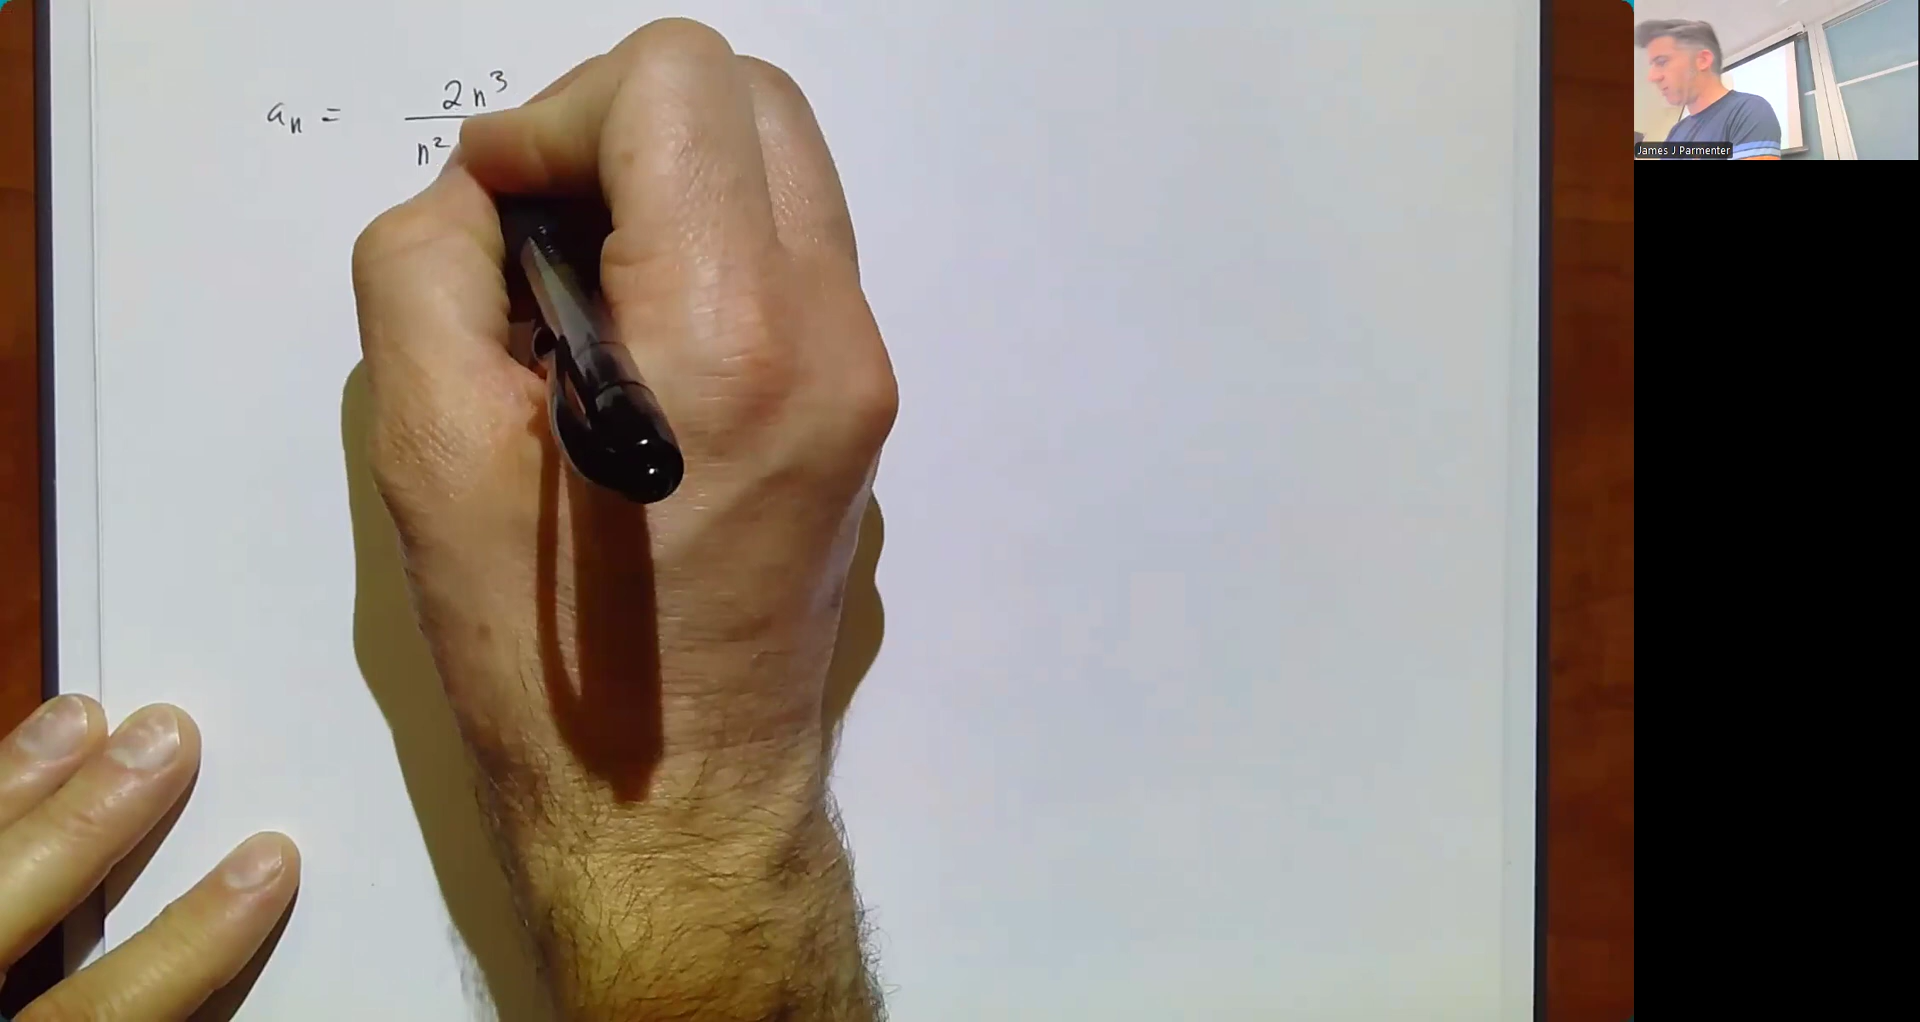 aₙ = 2n³
n²
James J Parmenter